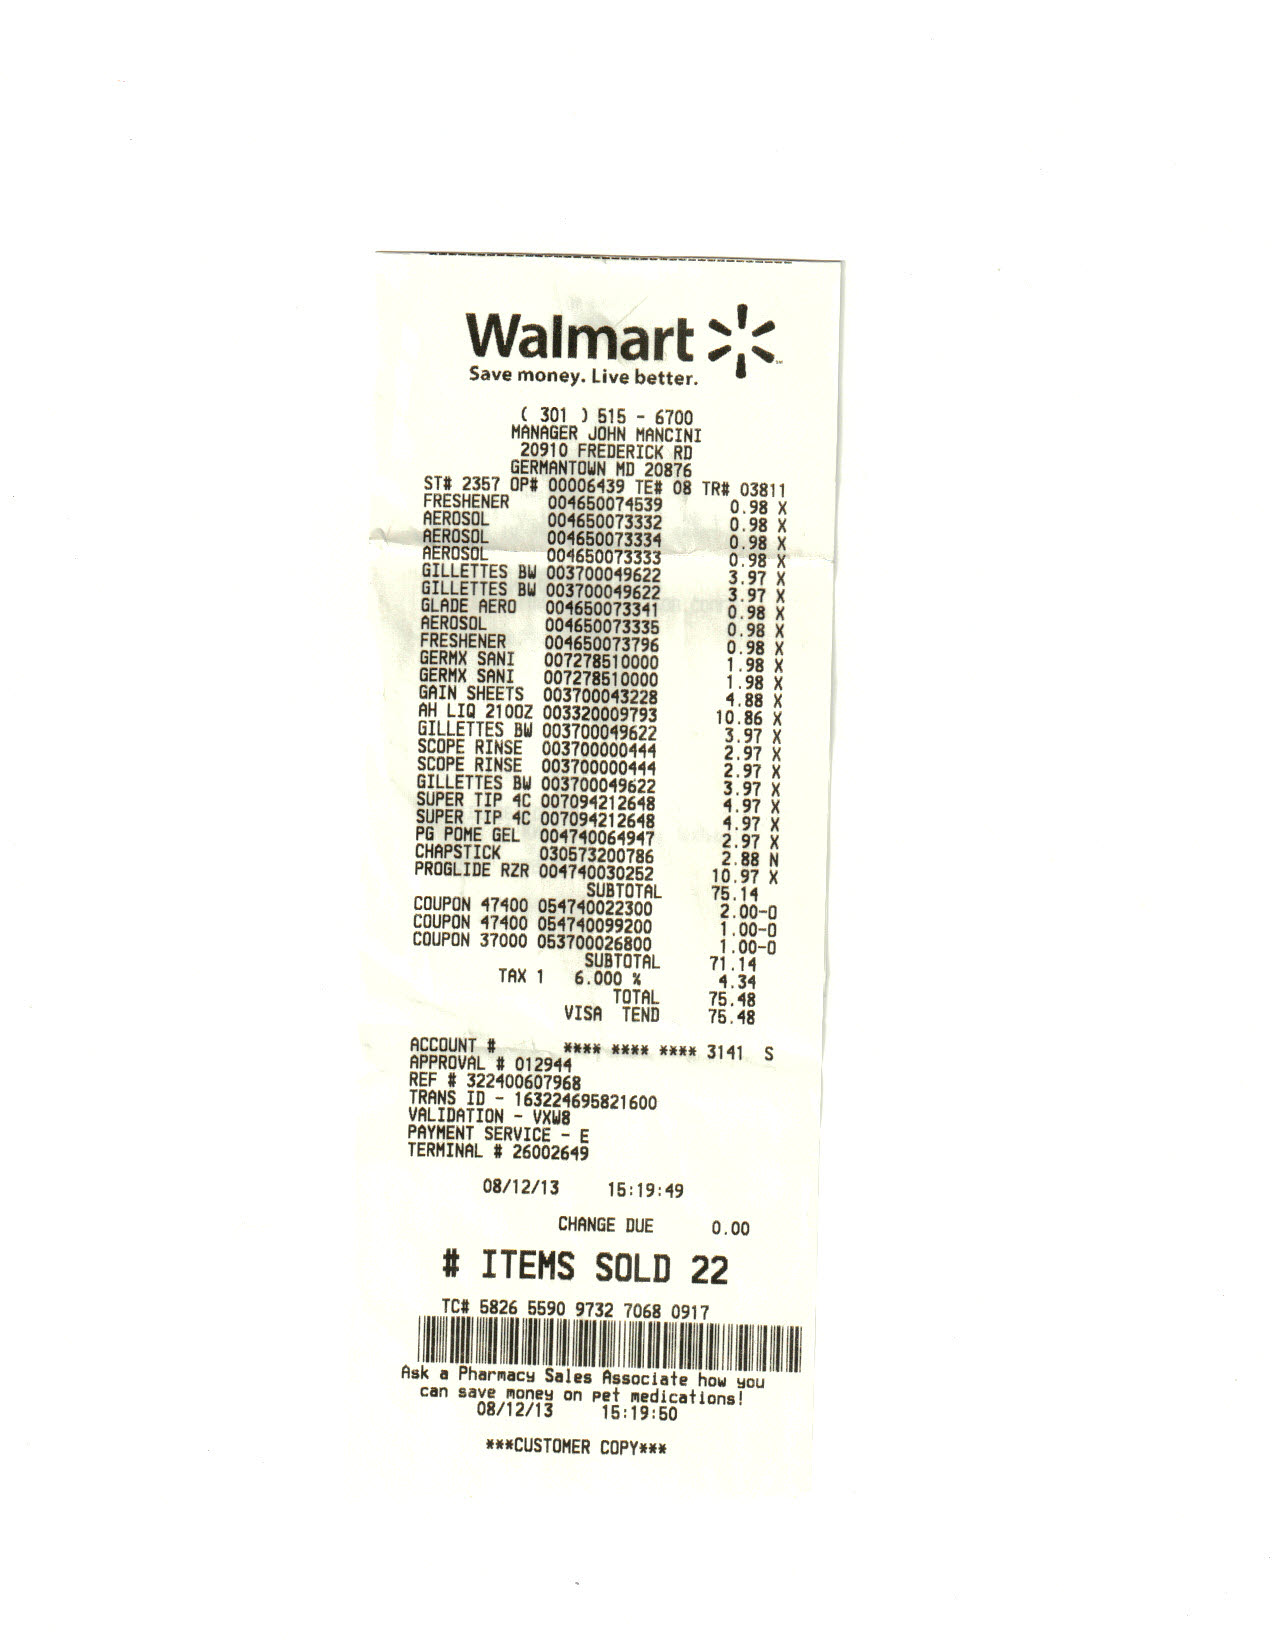 Walmart
Save money. Live better.
( 301 ) 515 - 6700
MANAGER JOHN MANCINI
20910 FREDERICK RD
GERMANTOWN MD 20876
ST# 2357 OP# 00006439 TE# 08 TR# 03811
FRESHENER 004650074539 0.98 X
AEROSOL 004650073332 0.98 X
AEROSOL 004650073334 0.98 X
AEROSOL 004650073333 0.98 X
GILLETTES BW 003700049622 3.97 X
GILLETTES BW 003700049622 3.97 X
GLADE AERO 004650073341 0.98 X
AEROSOL 004650073335 0.98 X
FRESHENER 004650073796 0.98 X
GERMX SANI 007278510000 1.98 X
GERMX SANI 007278510000 1.98 X
GAIN SHEETS 003700043228 4.88 X
AH LIQ 210OZ 003320009793 10.86 X
GILLETTES BW 003700049622 3.97 X
SCOPE RINSE 003700000444 2.97 X
SCOPE RINSE 003700000444 2.97 X
GILLETTES BW 003700049622 3.97 X
SUPER TIP 4C 007094212648 4.97 X
SUPER TIP 4C 007094212648 4.97 X
PG POME GEL 004740064947 2.97 X
CHAPSTICK 030573200786 2.88 N
PROGLIDE RZR 004740030252 10.97 X
SUBTOTAL 75.14
COUPON 47400 054740022300 2.00-O
COUPON 47400 054740099200 1.00-O
COUPON 37000 053700026800 1.00-O
SUBTOTAL 71.14
TAX 1 6.000 % 4.34
TOTAL 75.48
VISA TEND 75.48
ACCOUNT # **** **** **** 3141 S
APPROVAL # 012944
REF # 322400607968
TRANS ID - 163224695821600
VALIDATION - VXW8
PAYMENT SERVICE - E
TERMINAL # 26002649
08/12/13 15:19:49
CHANGE DUE 0.00
# ITEMS SOLD 22
TC# 5826 5590 9732 7068 0917
Ask a Pharmacy Sales Associate how you
can save money on pet medications!
08/12/13 15:19:50
***CUSTOMER COPY***